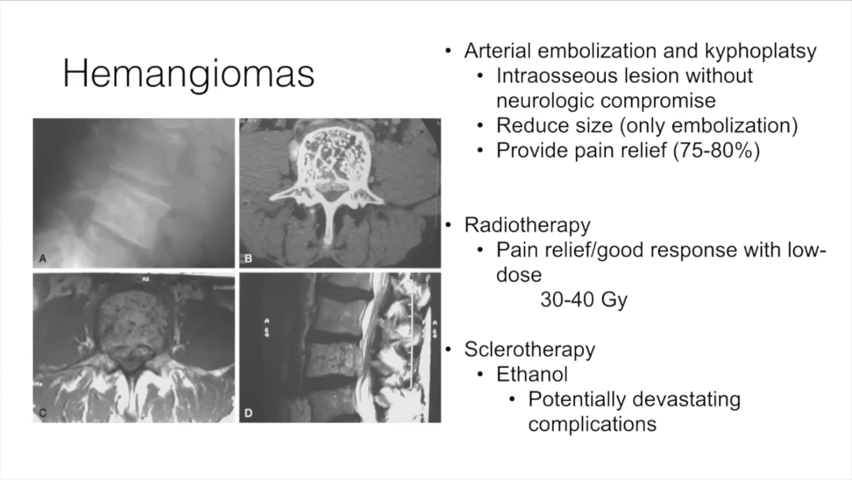 Hemangiomas
• Arterial embolization and kyphoplatsy
• Intraosseous lesion without
neurologic compromise
• Reduce size (only embolization)
• Provide pain relief (75-80%)
• Radiotherapy
• Pain relief/good response with low-
dose
30-40 Gy
• Sclerotherapy
• Ethanol
• Potentially devastating
complications
A
B
C
D